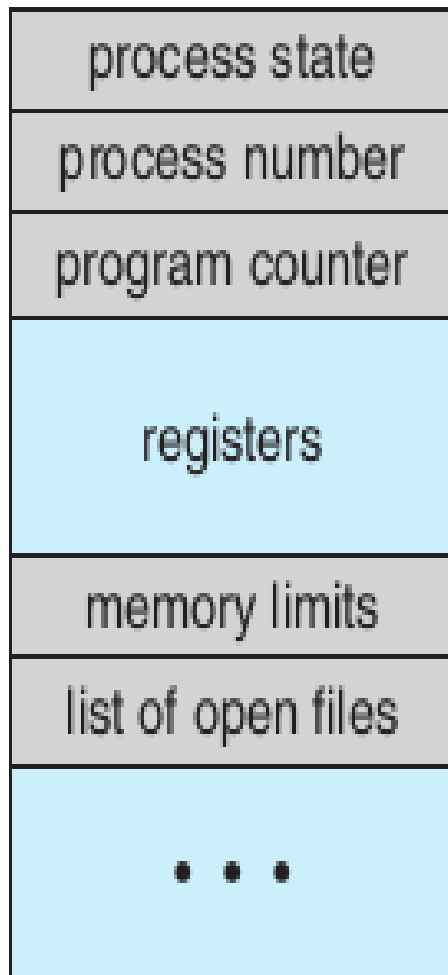 process state
process number
program counter
registers
memory limits
list of open files
• • •